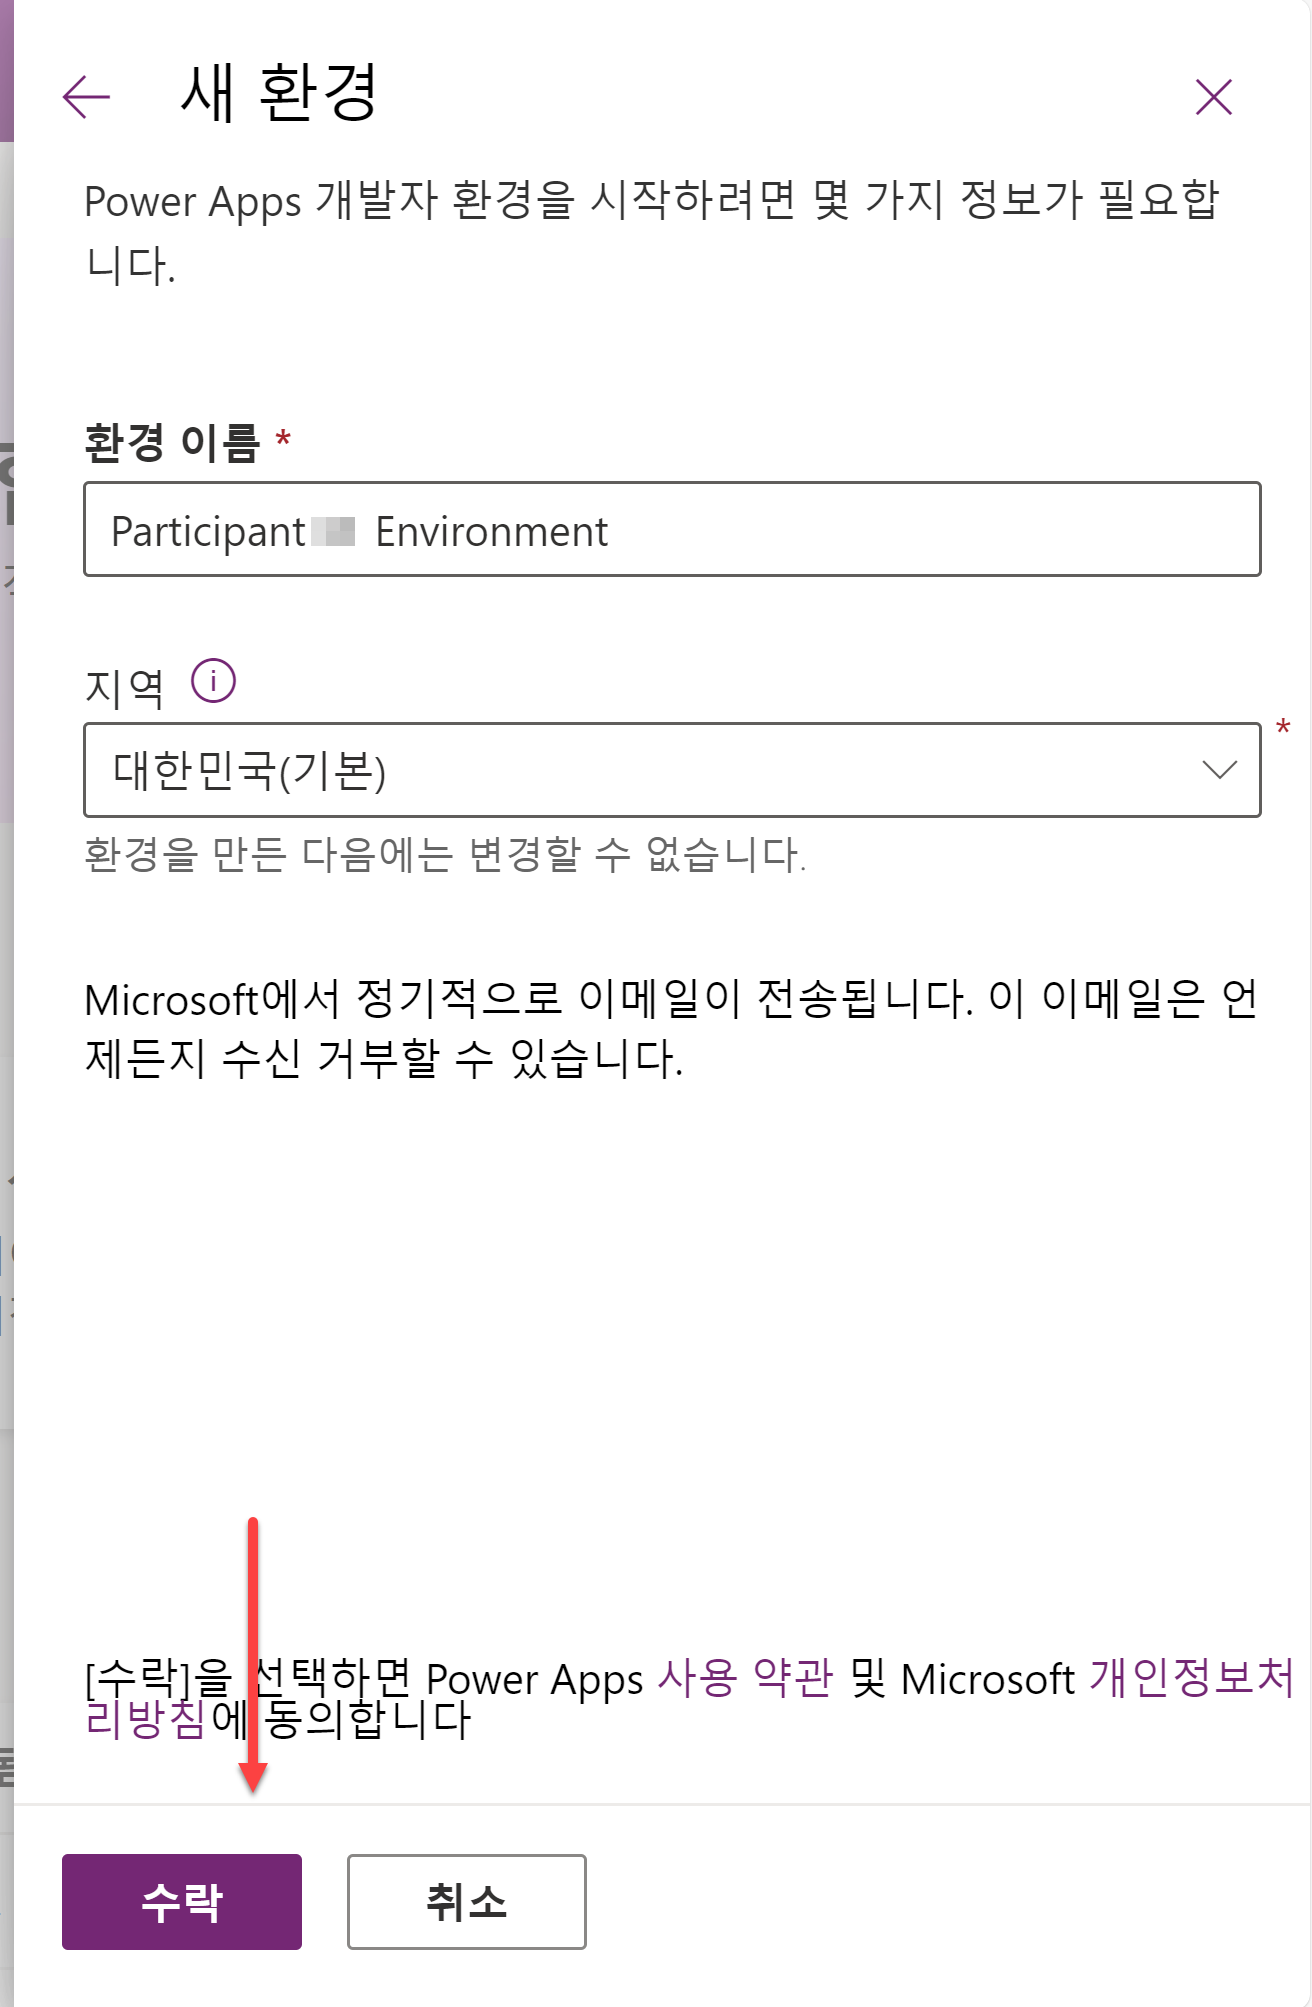 새 환경
Power Apps 개발자 환경을 시작하려면 몇 가지 정보가 필요합
니다.
환경 이름 *
Participant Environment
지역
*
대한민국(기본)
환경을 만든 다음에는 변경할 수 없습니다.
Microsoft에서 정기적으로 이메일이 전송됩니다. 이 이메일은 언
제든지 수신 거부할 수 있습니다.
[수락]을 선택하면 Power Apps 사용 약관 및 Microsoft 개인정보처
리방침에 동의합니다
수락
취소